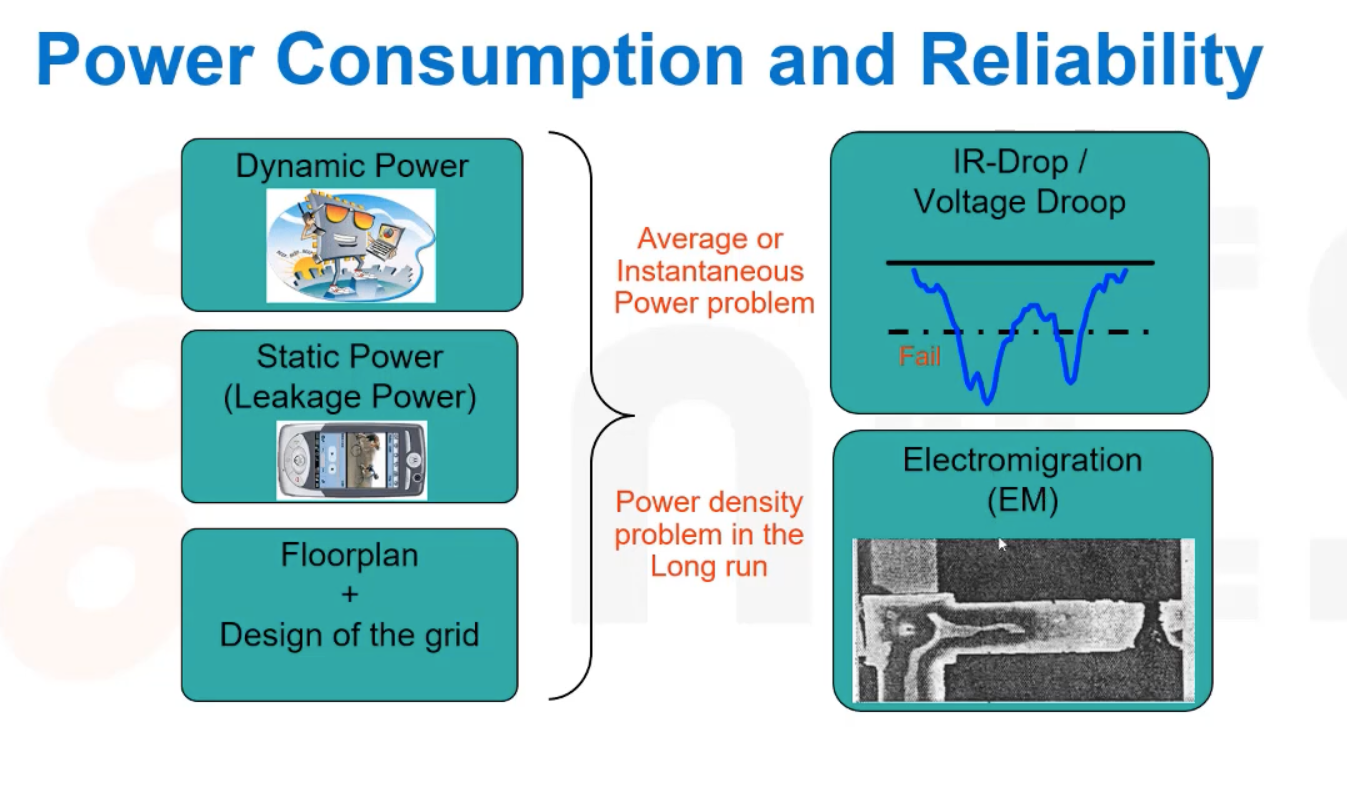 Power Consumption and Reliability
Dynamic Power
Static Power
(Leakage Power)
Floorplan
+
Design of the grid
Average or
Instantaneous
Power problem
Power density
problem in the
Long run
IR-Drop /
Voltage Droop
Fail
Electromigration
(EM)